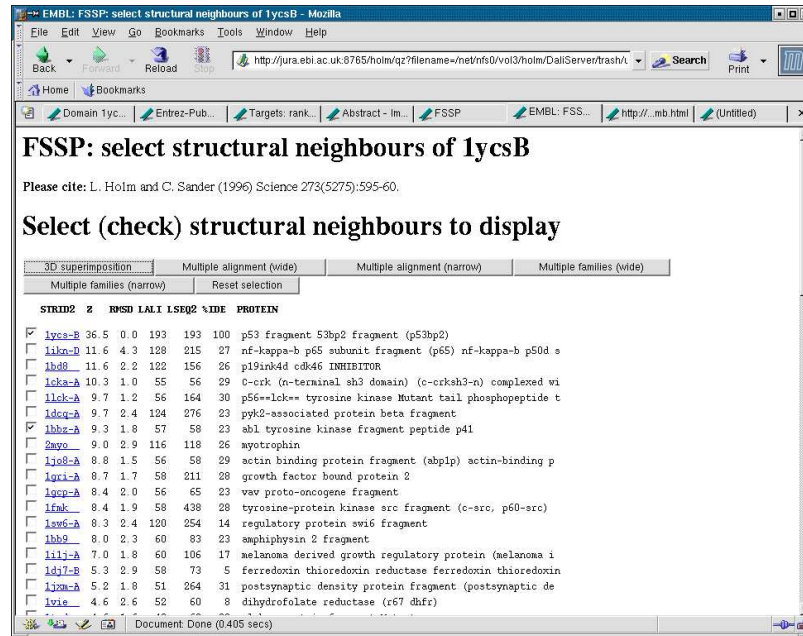 EMBL: FSSP: select structural neighbours of 1ycsB - Mozilla
File Edit View Go Bookmarks Tools Window Help
Back Forward Reload Stop http://jura.ebi.ac.uk:8765/holm/qz?filename=/net/nfs0/vol3/holm/DaliServer/trash/ Search Print
Home Bookmarks
Domain 1yc... Entrez-Pub... Targets: rank... Abstract - Im... FSSP EMBL: FSS... http://...mb.html (Untitled)
FSSP: select structural neighbours of 1ycsB
Please cite: L. Holm and C. Sander (1996) Science 273(5275):595-60.
Select (check) structural neighbours to display
3D superimposition Multiple alignment (wide) Multiple alignment (narrow) Multiple families (wide)
Multiple families (narrow) Reset selection
STRID2 Z RMSD LALI LSEQ2 %IDE PROTEIN
1ycs-B 36.5 0.0 193 193 100 p53 fragment 53bp2 fragment (p53bp2)
1ikn-D 11.6 4.3 128 215 27 nf-kappa-b p65 subunit fragment (p65) nf-kappa-b p50d s
1bd8 11.6 2.2 122 156 26 p19ink4d cdk46 INHIBITOR
1cka-A 10.3 1.0 55 56 29 C-crk (n-terminal sh3 domain) (c-crksh3-n) complexed wi
1lck-A 9.7 1.2 56 164 30 p56==lck== tyrosine kinase Mutant tail phosphopeptide t
1dcq-A 9.7 2.4 124 276 23 pyk2-associated protein beta fragment
1bbz-A 9.3 1.8 57 58 23 abl tyrosine kinase fragment peptide p41
2myo 9.0 2.9 116 118 26 myotrophin
1jo8-A 8.8 1.5 56 58 29 actin binding protein fragment (abp1p) actin-binding p
1gri-A 8.7 1.7 58 211 28 growth factor bound protein 2
1gcp-A 8.4 2.0 56 65 23 vav proto-oncogene fragment
1fmk 8.4 1.9 58 438 28 tyrosine-protein kinase src fragment (c-src, p60-src)
1sw6-A 8.3 2.4 120 254 14 regulatory protein swi6 fragment
1bb9 8.0 2.3 60 83 23 amphiphysin 2 fragment
1i1j-A 7.0 1.8 60 106 17 melanoma derived growth regulatory protein (melanoma i
1dj7-B 5.3 2.9 58 73 5 ferredoxin thioredoxin reductase ferredoxin thioredoxin
1jxm-A 5.2 1.8 51 264 31 postsynaptic density protein fragment (postsynaptic de
1vie 4.6 2.6 52 60 8 dihydrofolate reductase (r67 dhfr)
Document: Done (0.405 secs)